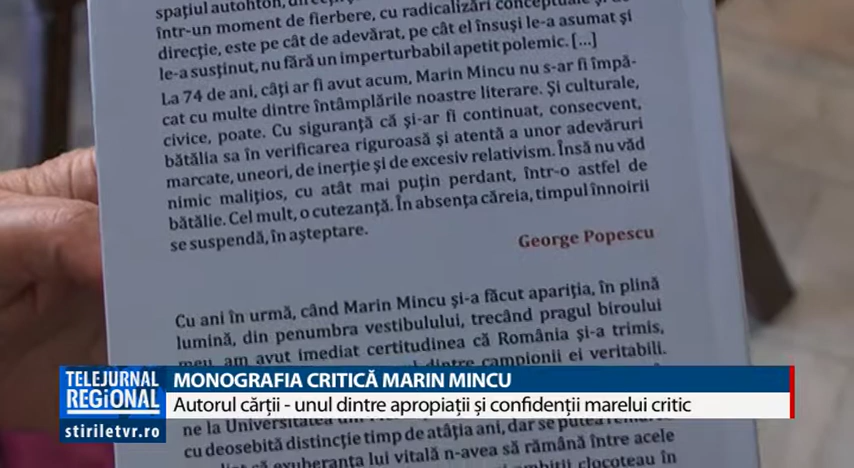 spațiul autohton,
într-un moment de fierbere, cu radicalizări conceptuale
direcție, este pe cât de adevărat, pe cât el însuși le-a asumat și
le-a susținut, nu fără un imperturbabil apetit polemic. [...]
La 74 de ani, câți ar fi avut acum, Marin Mincu nu s-ar fi împă-
cat cu multe dintre întâmplările noastre literare. Și culturale,
civice, poate. Cu siguranță că și-ar fi continuat, consecvent,
bătălia sa în verificarea riguroasă și atentă a unor adevăruri
marcate, uneori, de inerție și de excesiv relativism. Însă nu văd
nimic malițios, cu atât mai puțin perdant, într-o astfel de
bătălie. Cel mult, o cutezanță. În absența căreia, timpul înnoirii
se suspendă, în așteptare.
George Popescu
Cu ani în urmă, când Marin Mincu și-a făcut apariția, în plină
lumină, din penumbra vestibulului, trecând pragul biroului
meu, am avut imediat certitudinea că România și-a trimis,
dintre campionii ei veritabili.
TELEJURNAL
REGIONAL
stiriletvr.ro
MONOGRAFIA CRITICĂ MARIN MINCU
Autorul cărții - unul dintre apropiații și confidenții marelui critic
ne la Universitatea
cu deosebită distincție timp de atâția ani, dar se putea
exuberanța lui vitală n-avea să rămână între acele
clocoteau în